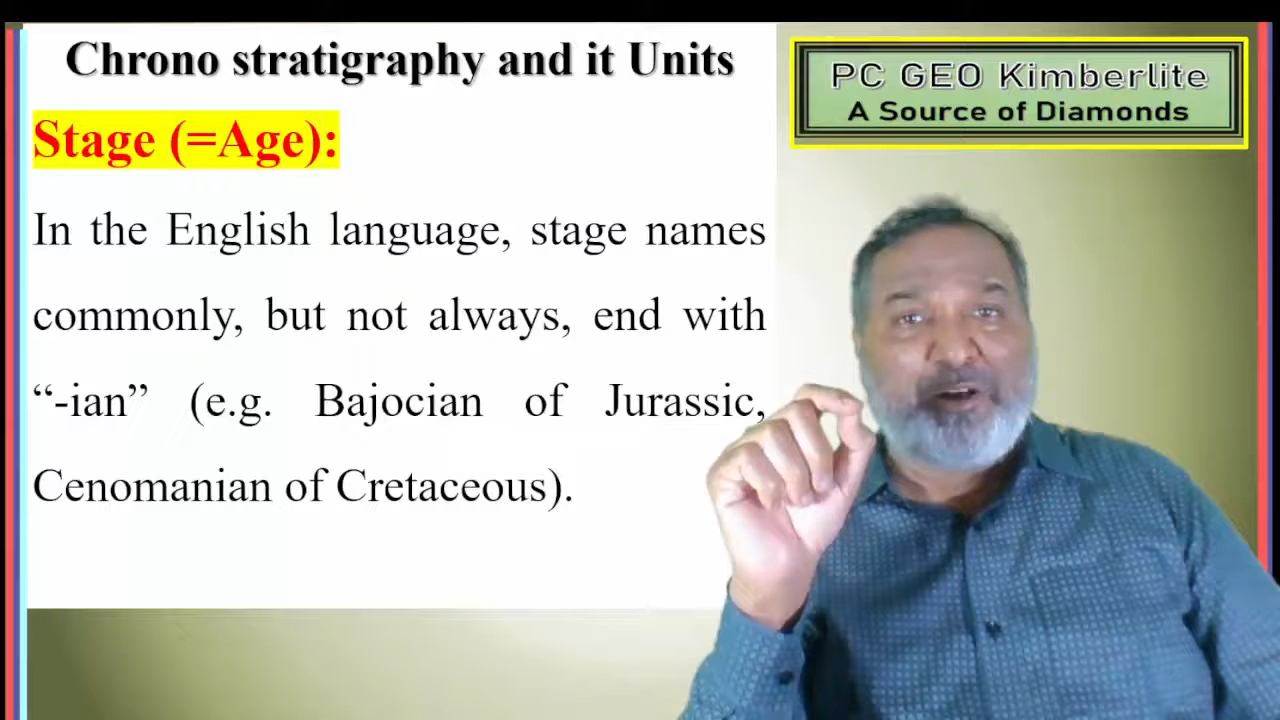 Chrono stratigraphy and it Units
PC GEO Kimberlite
A Source of Diamonds
Stage (=Age):
In the English language, stage names
commonly, but not always, end with
“-ian” (e.g. Bajocian of Jurassic,
Cenomanian of Cretaceous).